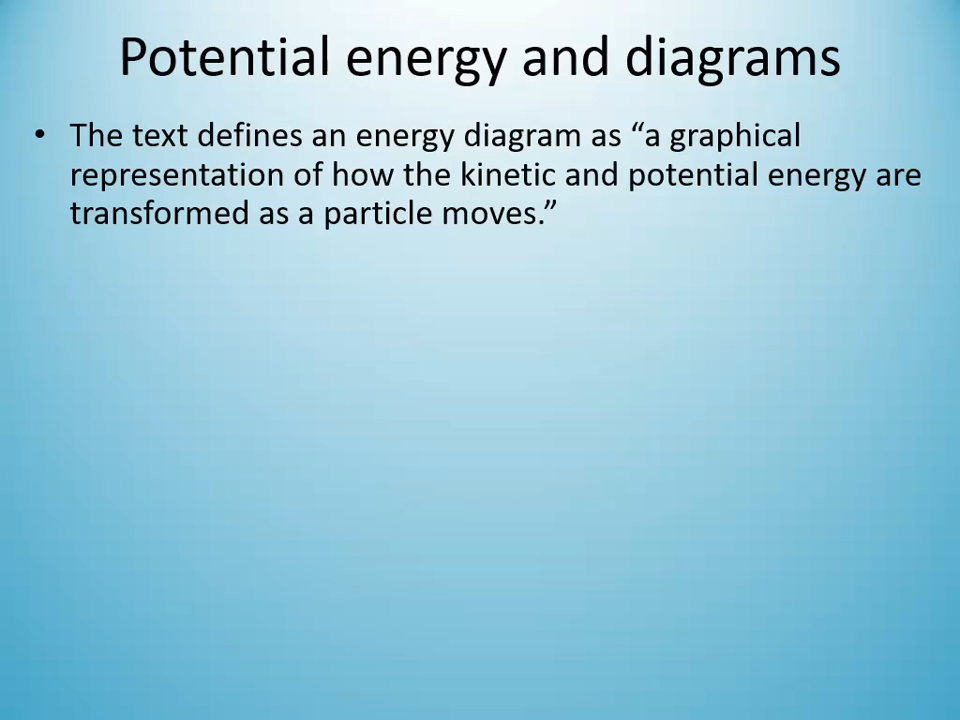 Potential energy and diagrams
• The text defines an energy diagram as “a graphical
representation of how the kinetic and potential energy are
transformed as a particle moves.”